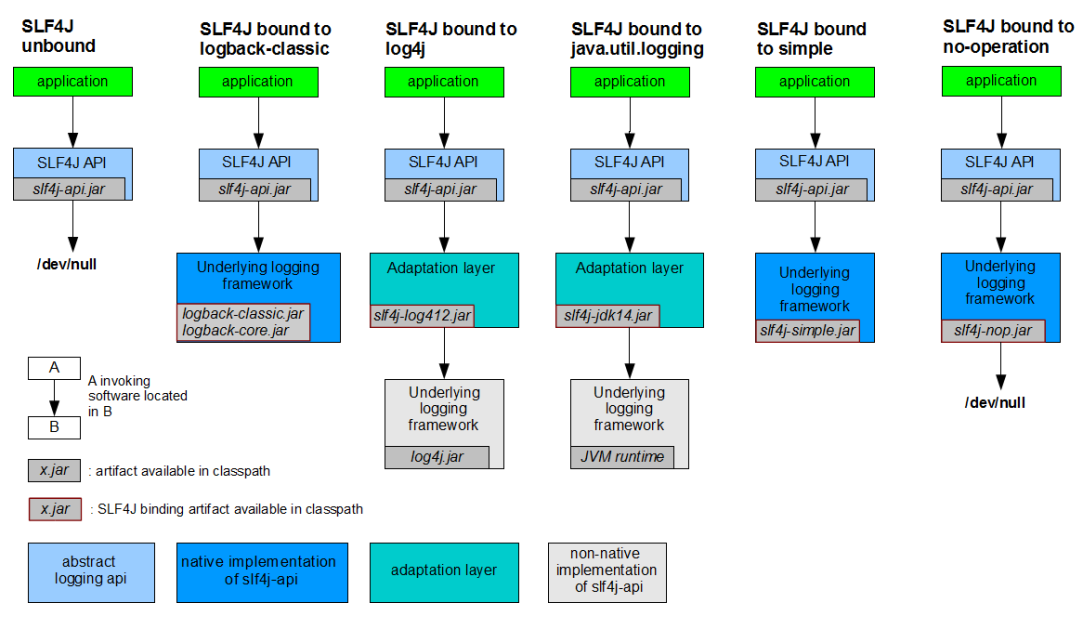 SLF4J
unbound
application
SLF4J API
slf4j-api.jar
/dev/null
SLF4J bound to
logback-classic
application
SLF4J API
slf4j-api.jar
Underlying logging
framework
logback-classic.jar
logback-core.jar
SLF4J bound to
log4j
application
SLF4J API
slf4j-api.jar
Adaptation layer
slf4j-log412.jar
Underlying
logging
framework
log4j.jar
SLF4J bound to
java.util.logging
application
SLF4J API
slf4j-api.jar
Adaptation layer
slf4j-jdk14.jar
Underlying
logging
framework
JVM runtime
SLF4J bound
to simple
application
SLF4J API
slf4j-api.jar
Underlying
logging
framework
slf4j-simple.jar
SLF4J bound to
no-operation
application
SLF4J API
slf4j-api.jar
Underlying
logging
framework
slf4j-nop.jar
/dev/null
A
B
A invoking
software located
in B
x.jar : artifact available in classpath
x.jar : SLF4J binding artifact available in classpath
abstract
logging api
native implementation
of slf4j-api
adaptation layer
non-native
implementation
of slf4j-api